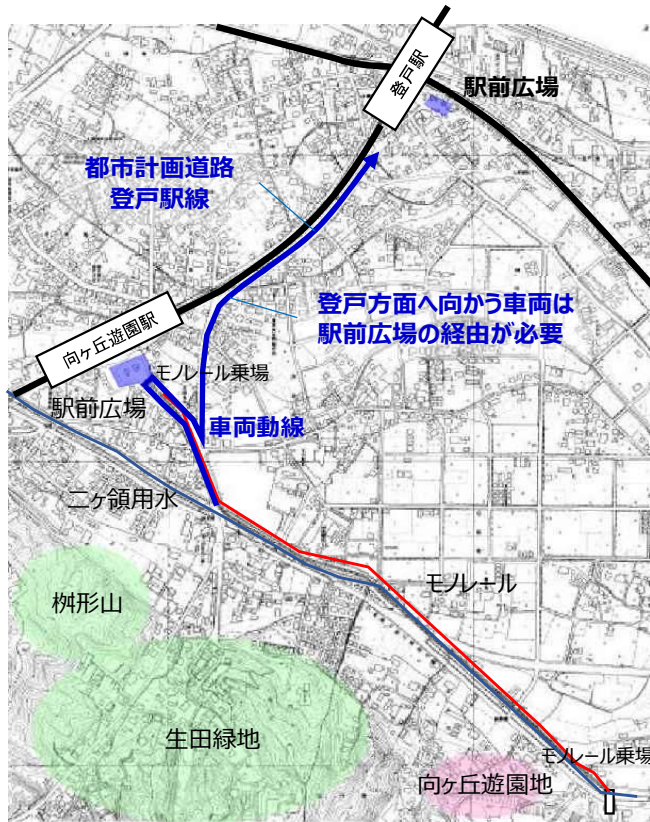 登戸駅
駅前広場
都市計画道路
登戸駅線
登戸方面へ向かう車両は
駅前広場の経由が必要
向ヶ丘遊園駅
モノレール乗場
駅前広場
車両動線
二ヶ領用水
モノレール
桝形山
生田緑地
モノレール乗場
向ヶ丘遊園地